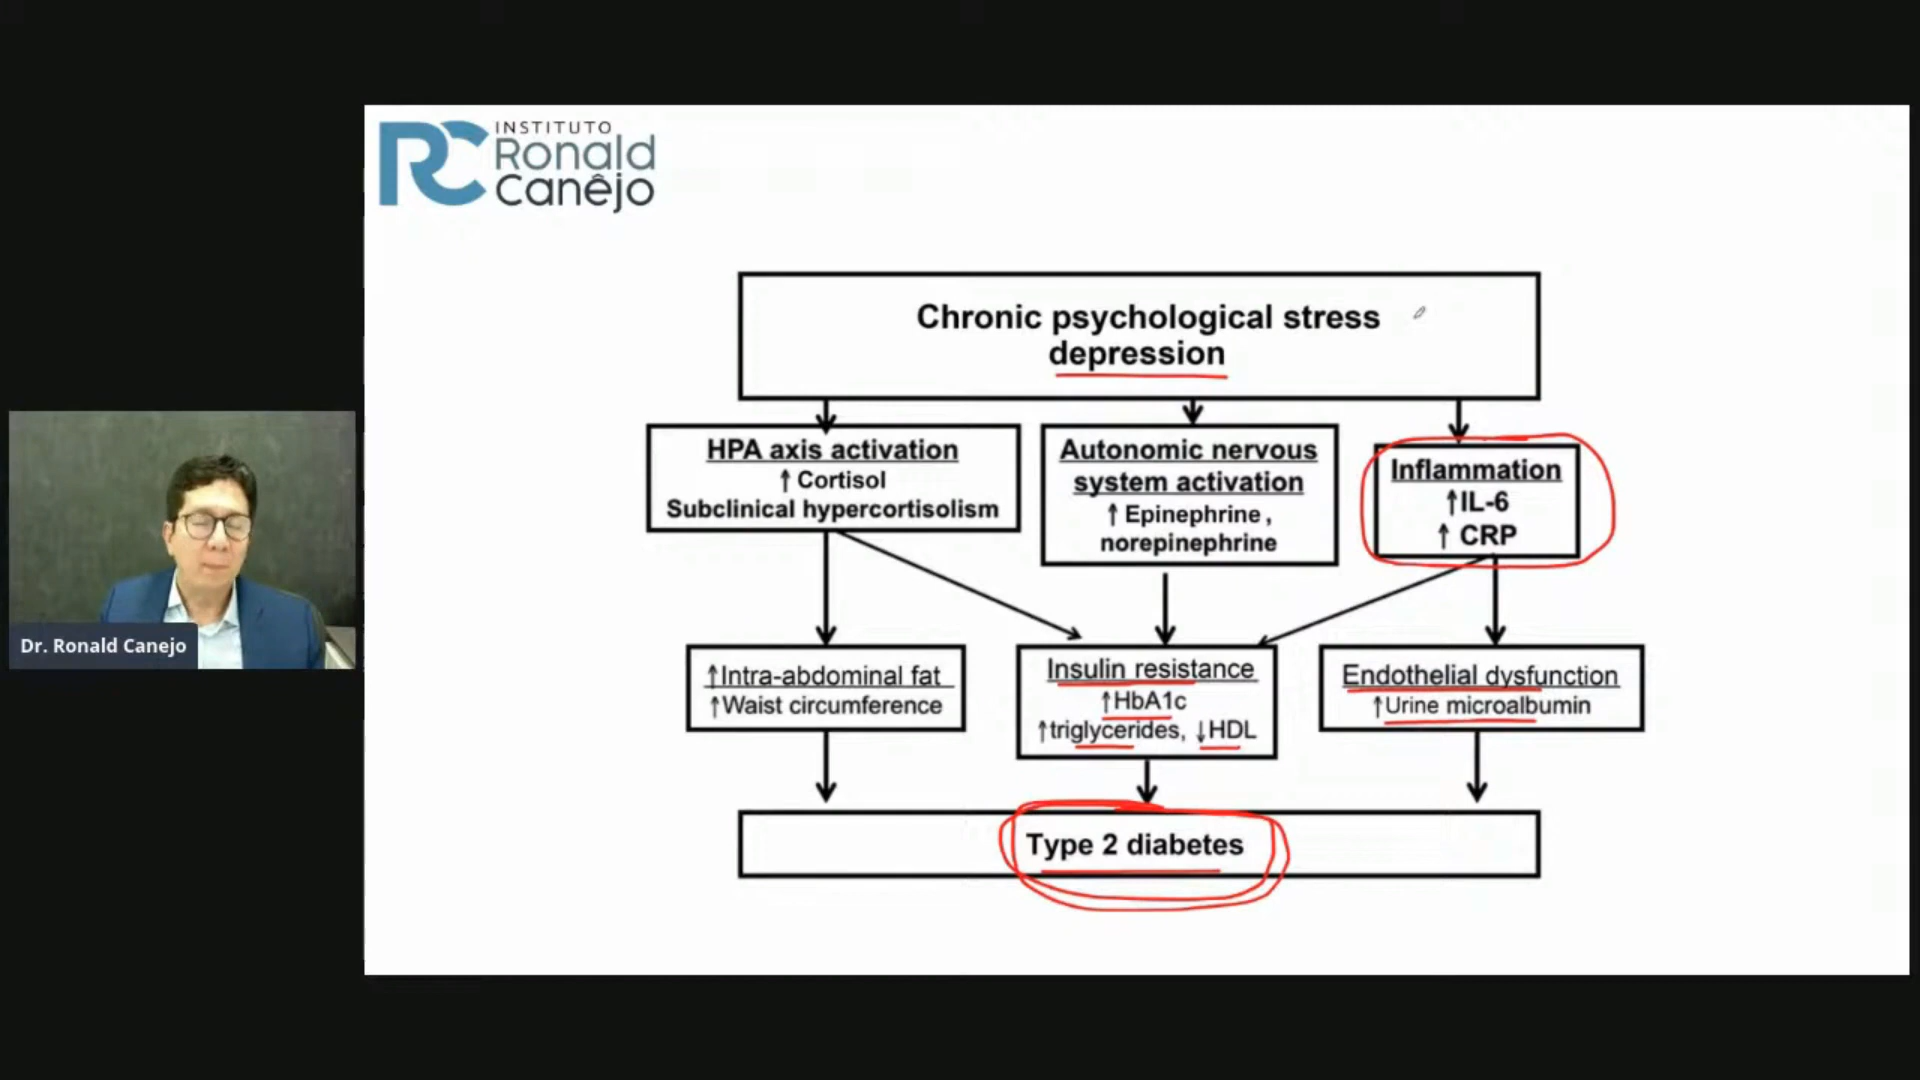 INSTITUTO
Ronald
Canêjo
RC
Chronic psychological stress
depression
HPA axis activation
↑ Cortisol
Subclinical hypercortisolism
Autonomic nervous
system activation
↑ Epinephrine,
norepinephrine
Inflammation
↑IL-6
↑ CRP
↑Intra-abdominal fat
↑Waist circumference
Insulin resistance
↑HbA1c
↑triglycerides, ↓HDL
Endothelial dysfunction
↑Urine microalbumin
Type 2 diabetes
Dr. Ronald Canejo